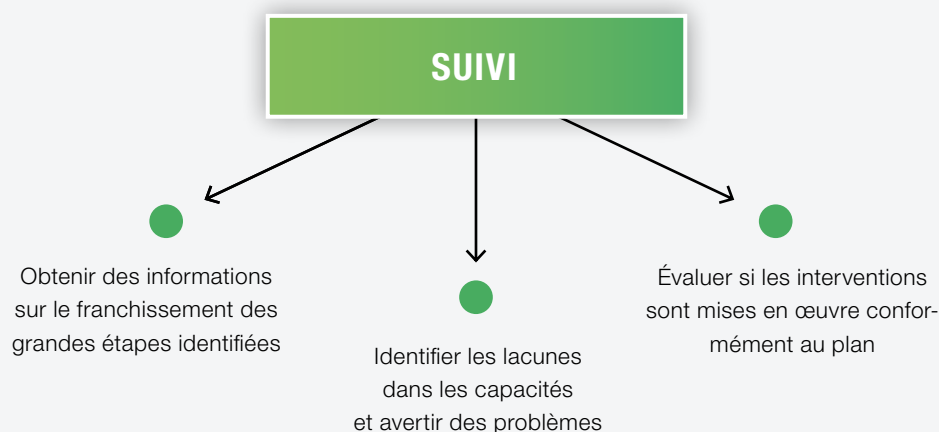 SUIVI
Obtenir des informations
sur le franchissement des
grandes étapes identifiées
Identifier les lacunes
dans les capacités
et avertir des problèmes
Évaluer si les interventions
sont mises en œuvre confor-
mément au plan